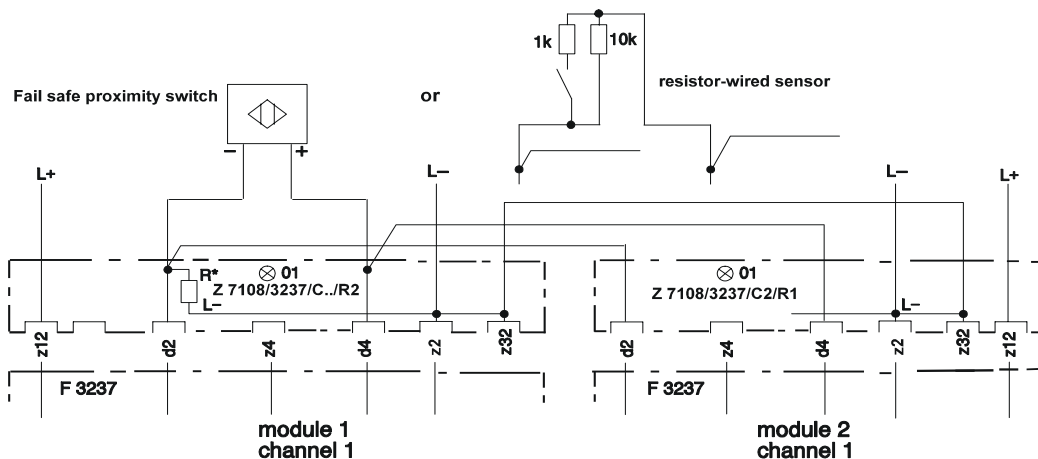 1k
10k
Fail safe proximity switch
or
resistor-wired sensor
–
+
L+
L–
L–
L+
R*
01
Z 7108/3237/C../R2
L–
01
Z 7108/3237/C2/R1
L–
z12
d2
z4
d4
z2
z32
d2
z4
d4
z2
z32
z12
F 3237
F 3237
module 1
channel 1
module 2
channel 1